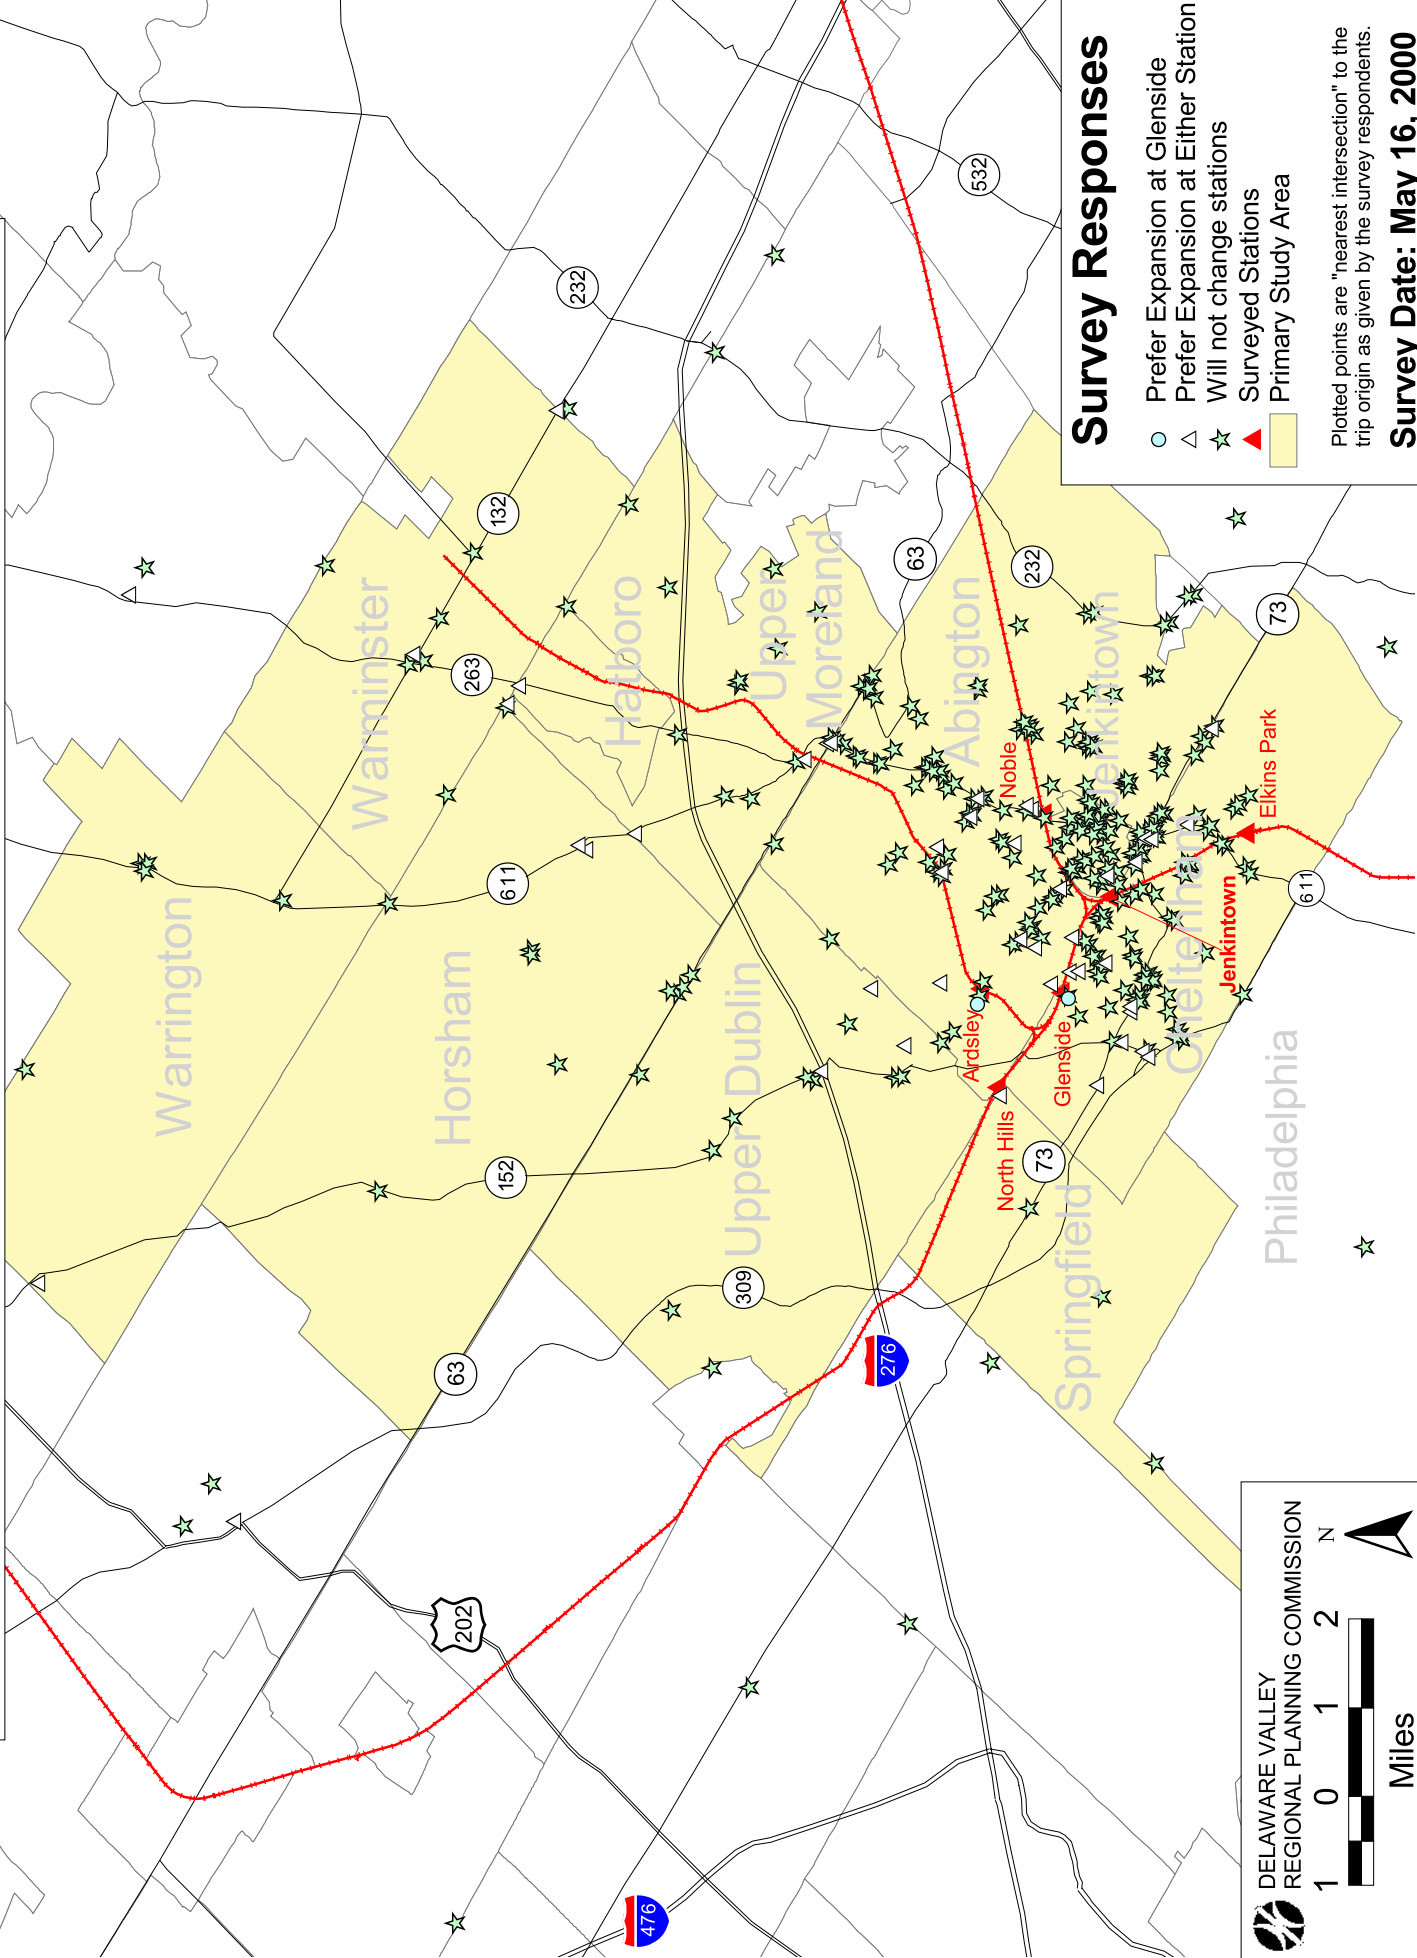 Survey Responses
Prefer Expansion at Glenside
Prefer Expansion at Either Station
Will not change stations
Surveyed Stations
Primary Study Area
Plotted points are "nearest intersection" to the
trip origin as given by the survey respondents.
Survey Date: May 16, 2000
Warrington
Warminster
Horsham
Hatboro
Upper Dublin
Upper
Moreland
Abington
Jenkintown
Cheltenham
Springfield
Philadelphia
Noble
Elkins Park
Jenkintown
Ardsley
Glenside
North Hills
232
532
132
263
63
232
73
611
611
152
309
63
73
276
202
476
DELAWARE VALLEY
REGIONAL PLANNING COMMISSION
N
1 0 1 2
Miles